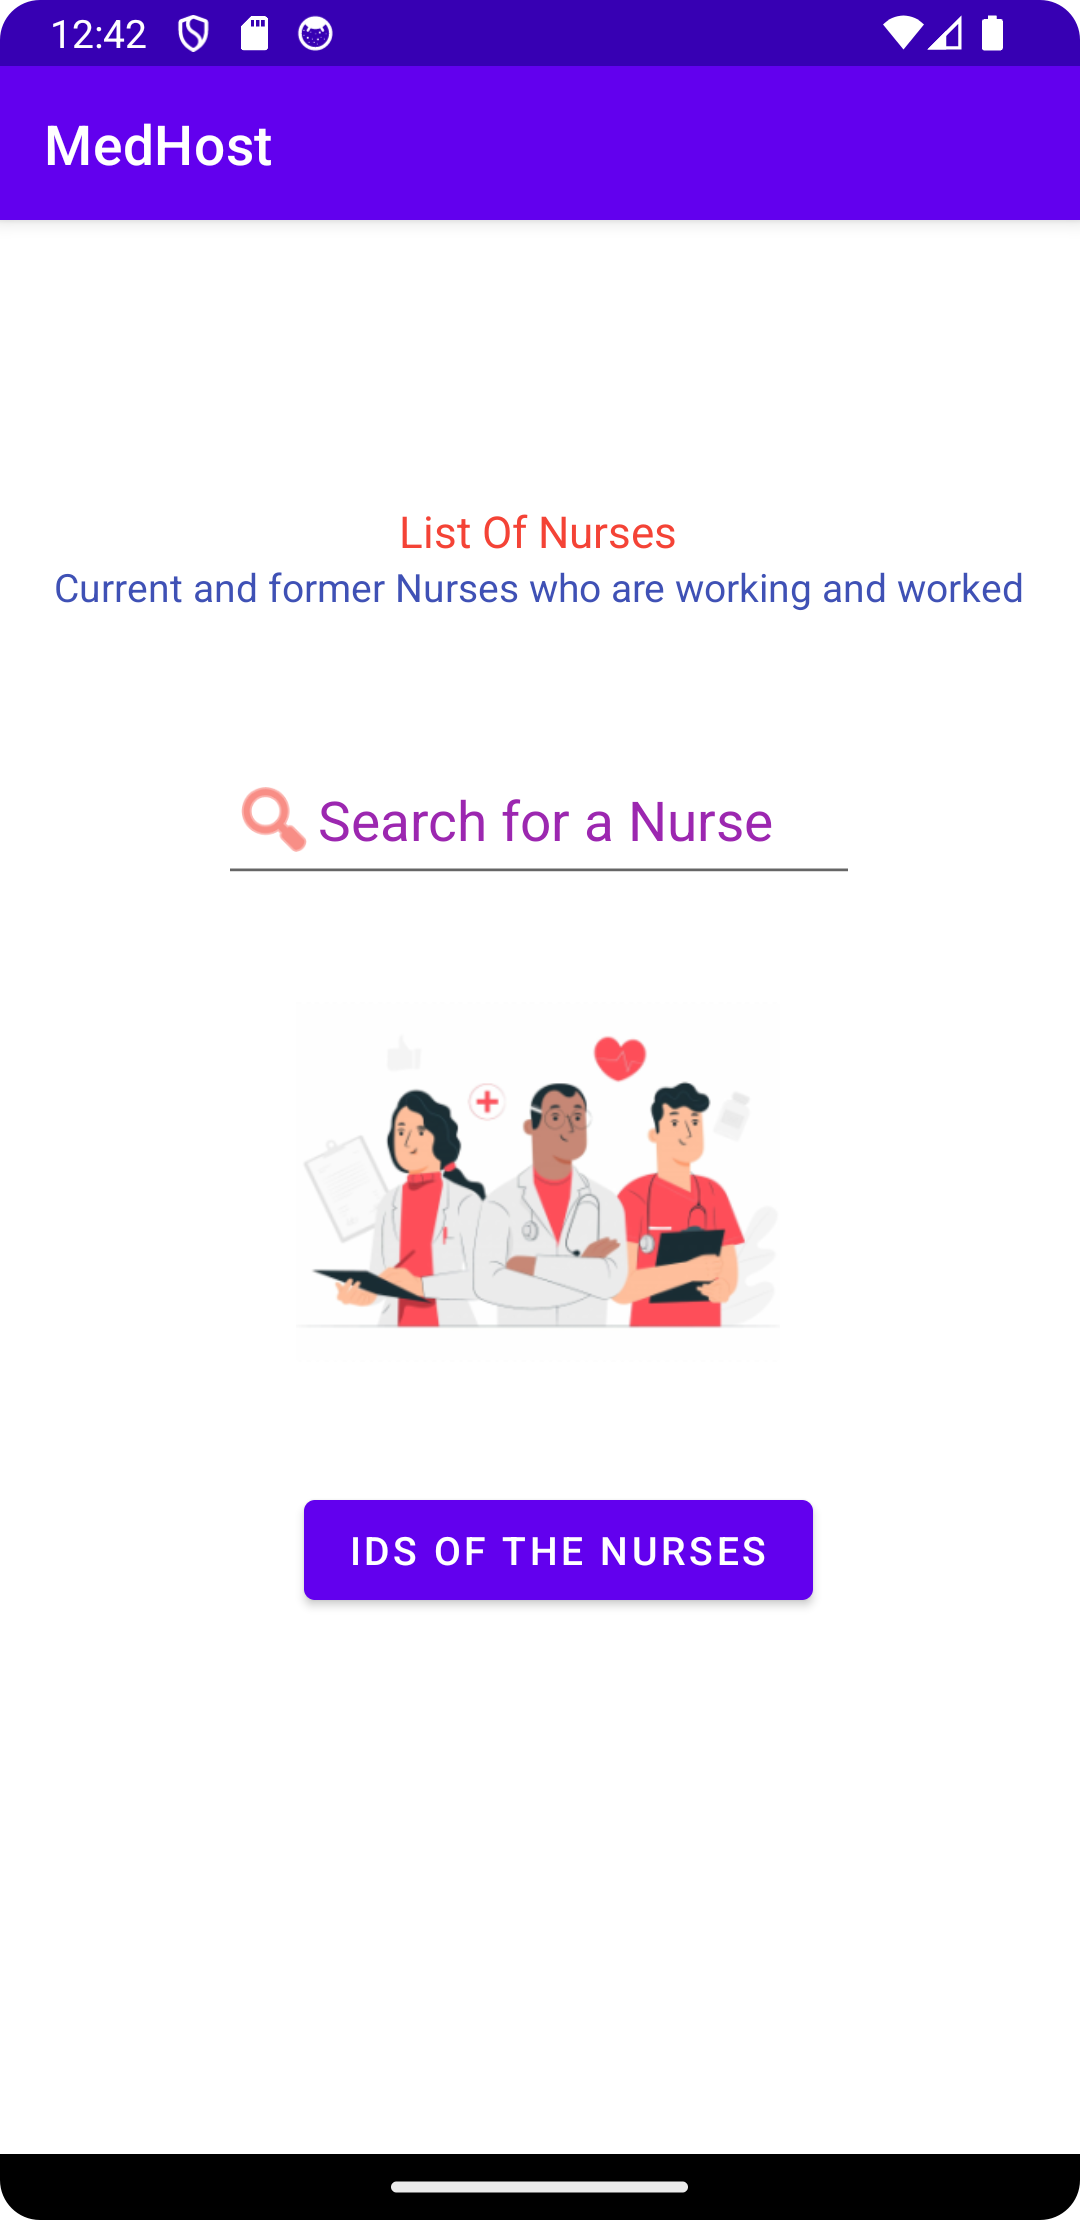 12:42
MedHost
List Of Nurses
Current and former Nurses who are working and worked
Search for a Nurse
IDS OF THE NURSES